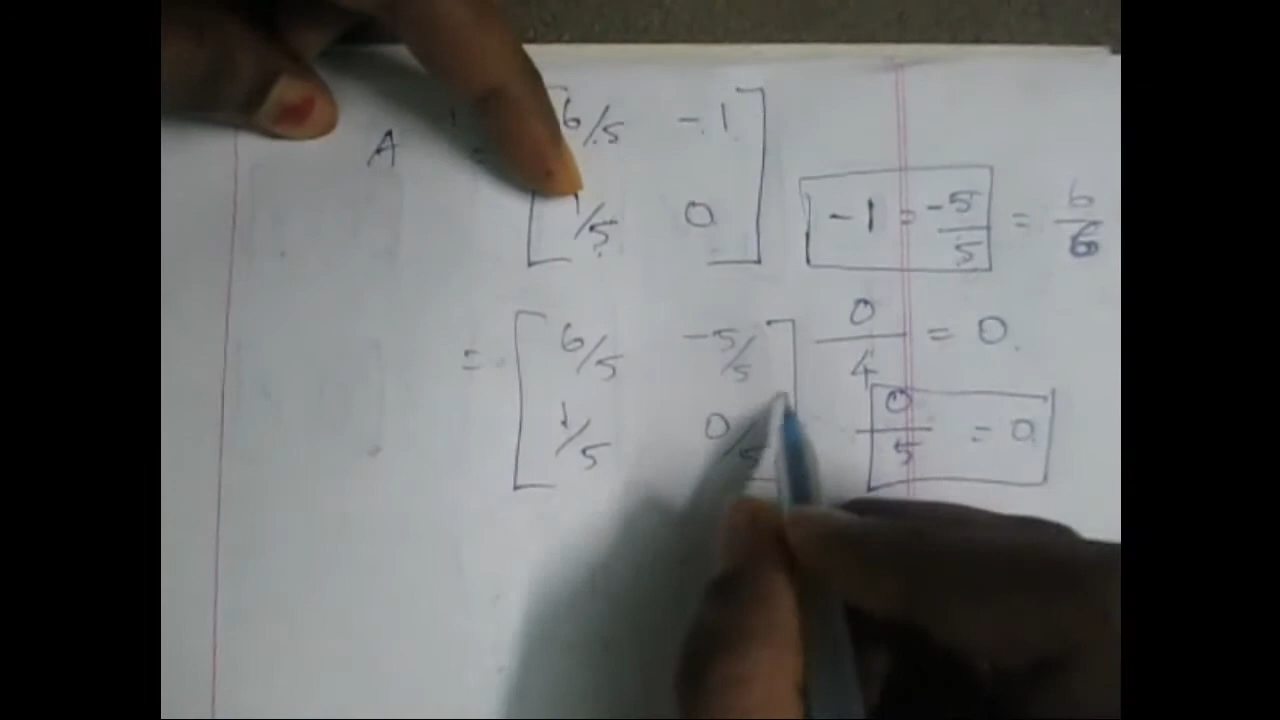 A = [ 6/5 -1
1/5 0 ]
-1 = -5/5 = 6/6
= [ 6/5 -5/5
1/5 0/5 ]
0/4 = 0
0/5 = 0